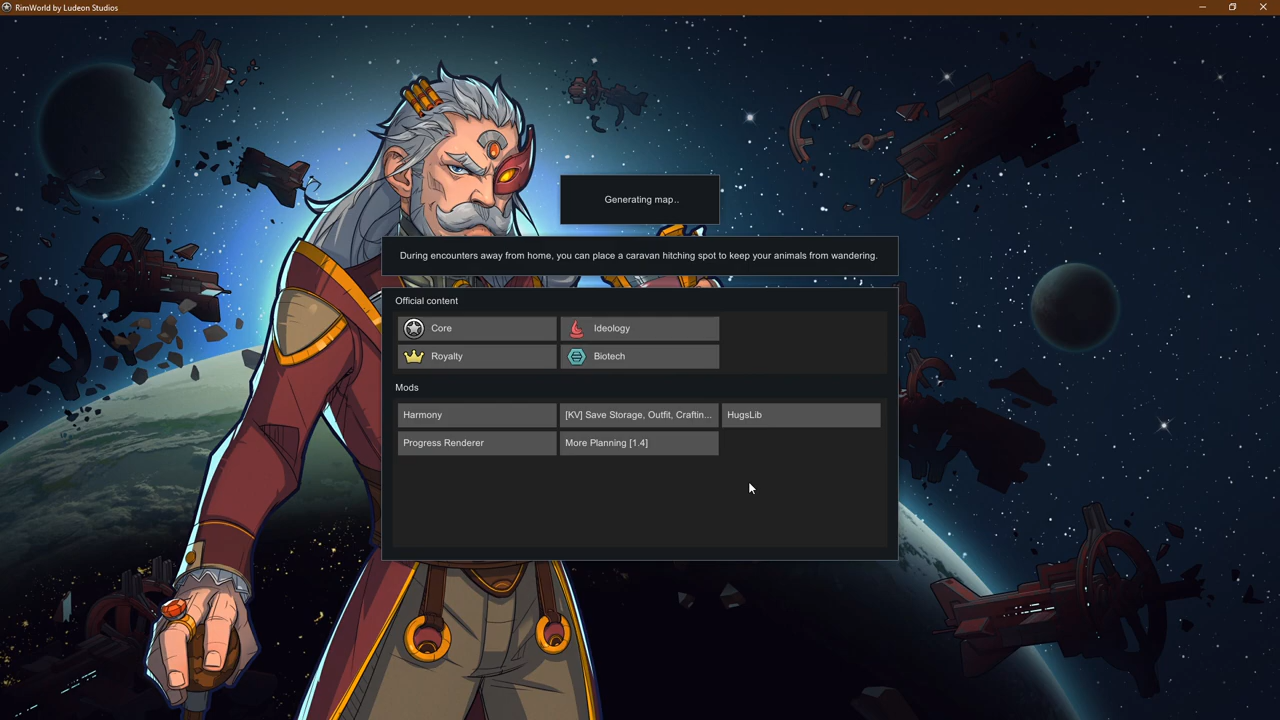 RimWorld by Ludeon Studios
Generating map..
During encounters away from home, you can place a caravan hitching spot to keep your animals from wandering.
Official content
Core
Ideology
Royalty
Biotech
Mods
Harmony
[KV] Save Storage, Outfit, Craftin...
HugsLib
Progress Renderer
More Planning [1.4]